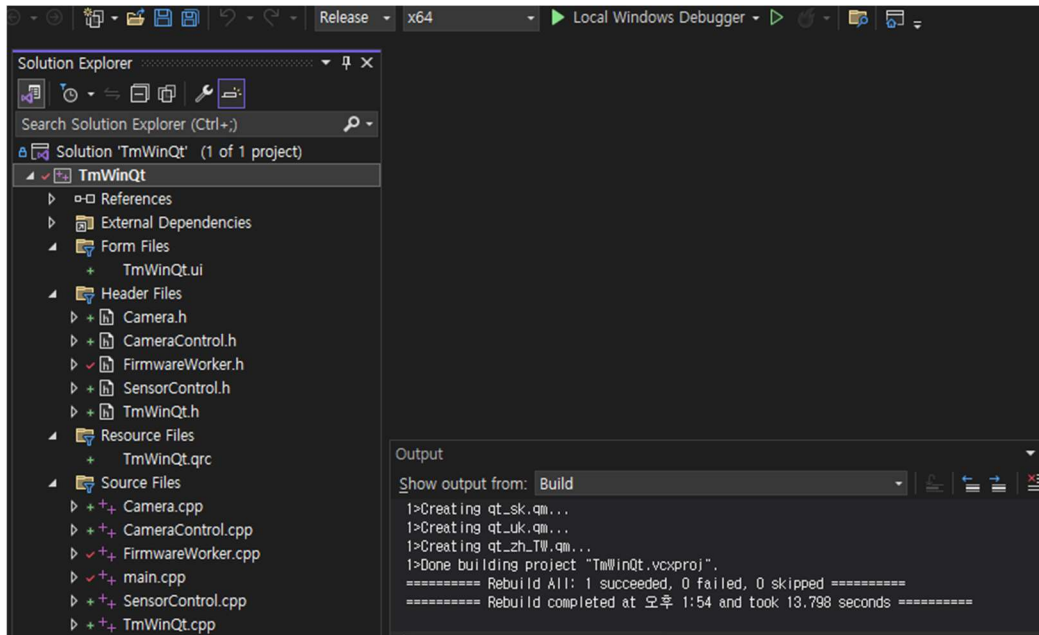 Release x64 Local Windows Debugger
Solution Explorer
Search Solution Explorer (Ctrl+;)
Solution 'TmWinQt' (1 of 1 project)
TmWinQt
References
External Dependencies
Form Files
TmWinQt.ui
Header Files
Camera.h
CameraControl.h
FirmwareWorker.h
SensorControl.h
TmWinQt.h
Resource Files
TmWinQt.qrc
Source Files
Camera.cpp
CameraControl.cpp
FirmwareWorker.cpp
main.cpp
SensorControl.cpp
TmWinQt.cpp
Output
Show output from: Build
1>Creating qt_sk.qm...
1>Creating qt_uk.qm...
1>Creating qt_zh_TW.qm...
1>Done building project "TmWinQt.vcxproj".
========== Rebuild All: 1 succeeded, 0 failed, 0 skipped ==========
========== Rebuild completed at 오후 1:54 and took 13.798 seconds ==========